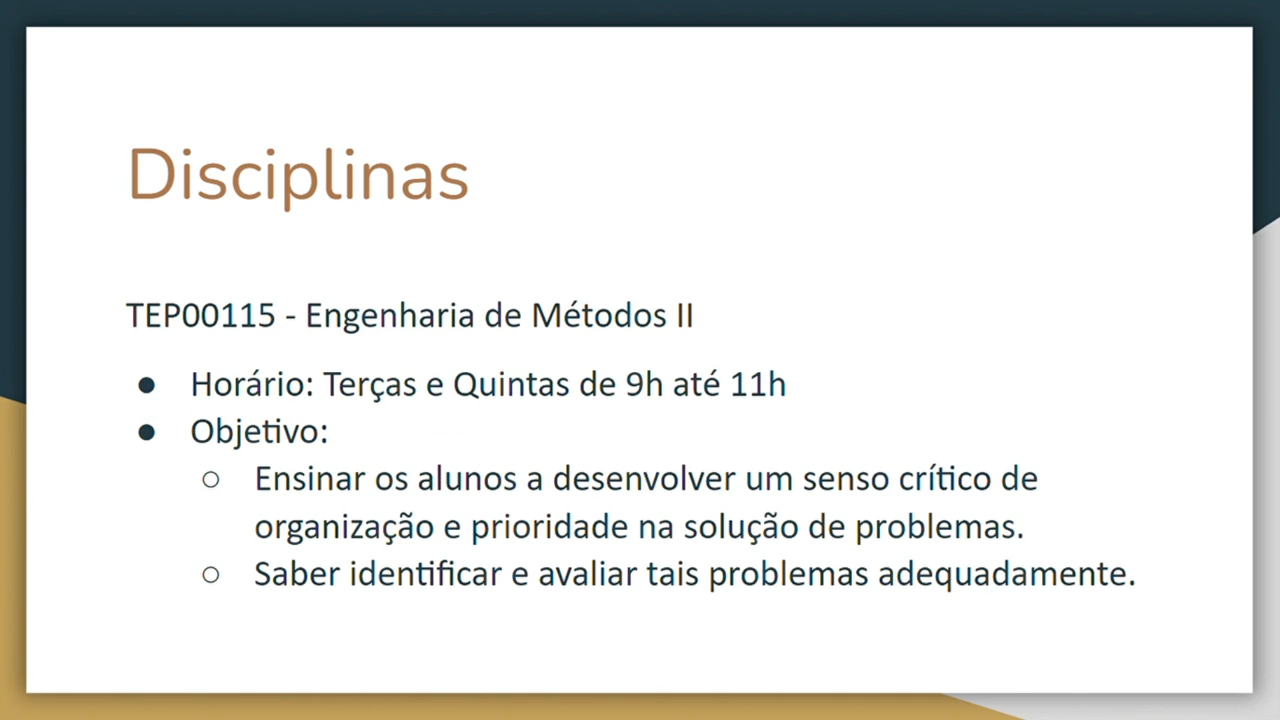 Disciplinas
TEP00115 - Engenharia de Métodos II
● Horário: Terças e Quintas de 9h até 11h
● Objetivo:
○ Ensinar os alunos a desenvolver um senso crítico de
organização e prioridade na solução de problemas.
○ Saber identificar e avaliar tais problemas adequadamente.